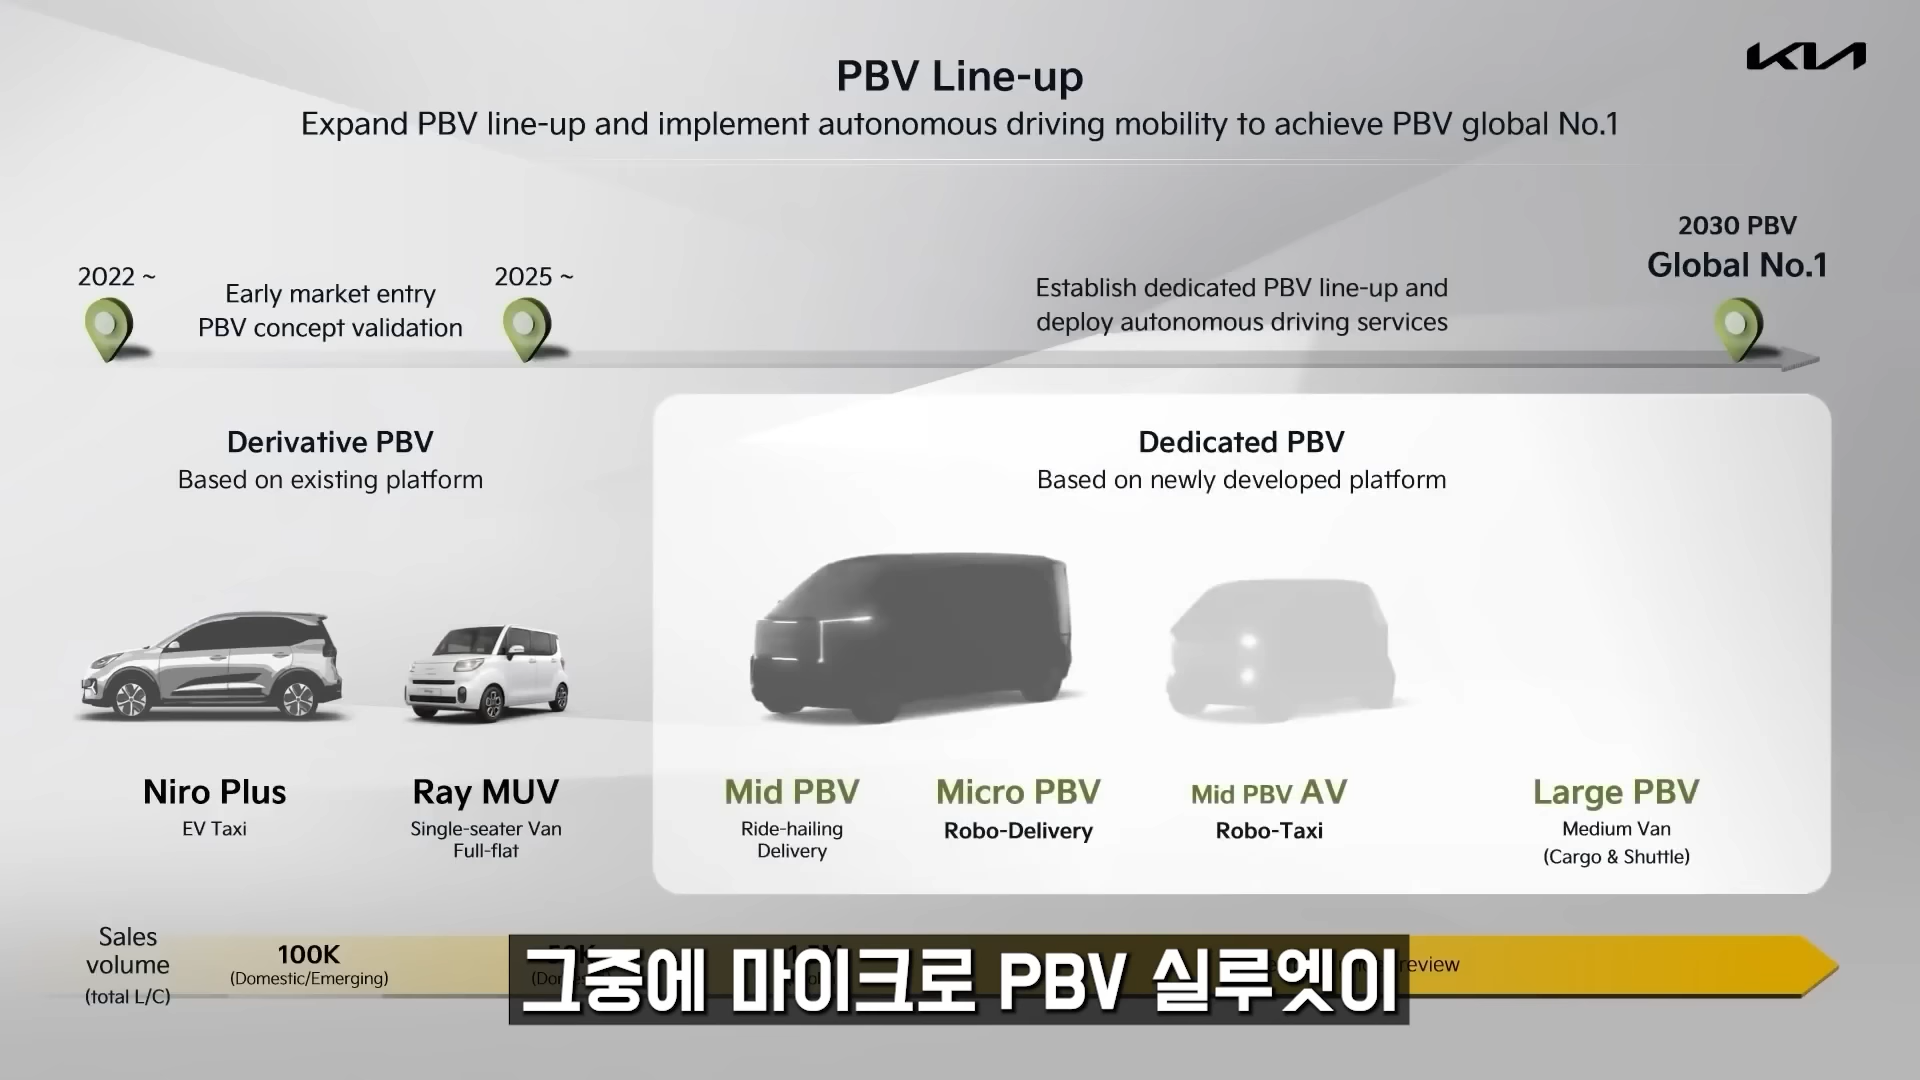 KIA
PBV Line-up
Expand PBV line-up and implement autonomous driving mobility to achieve PBV global No.1
2022 ~
Early market entry
PBV concept validation
2025 ~
Establish dedicated PBV line-up and
deploy autonomous driving services
2030 PBV
Global No.1
Derivative PBV
Based on existing platform
Dedicated PBV
Based on newly developed platform
Niro Plus
EV Taxi
Ray MUV
Single-seater Van
Full-flat
Mid PBV
Ride-hailing
Delivery
Micro PBV
Robo-Delivery
Mid PBV AV
Robo-Taxi
Large PBV
Medium Van
(Cargo & Shuttle)
Sales
volume
(total L/C)
100K
(Domestic/Emerging)
review
그중에 마이크로 PBV 실루엣이